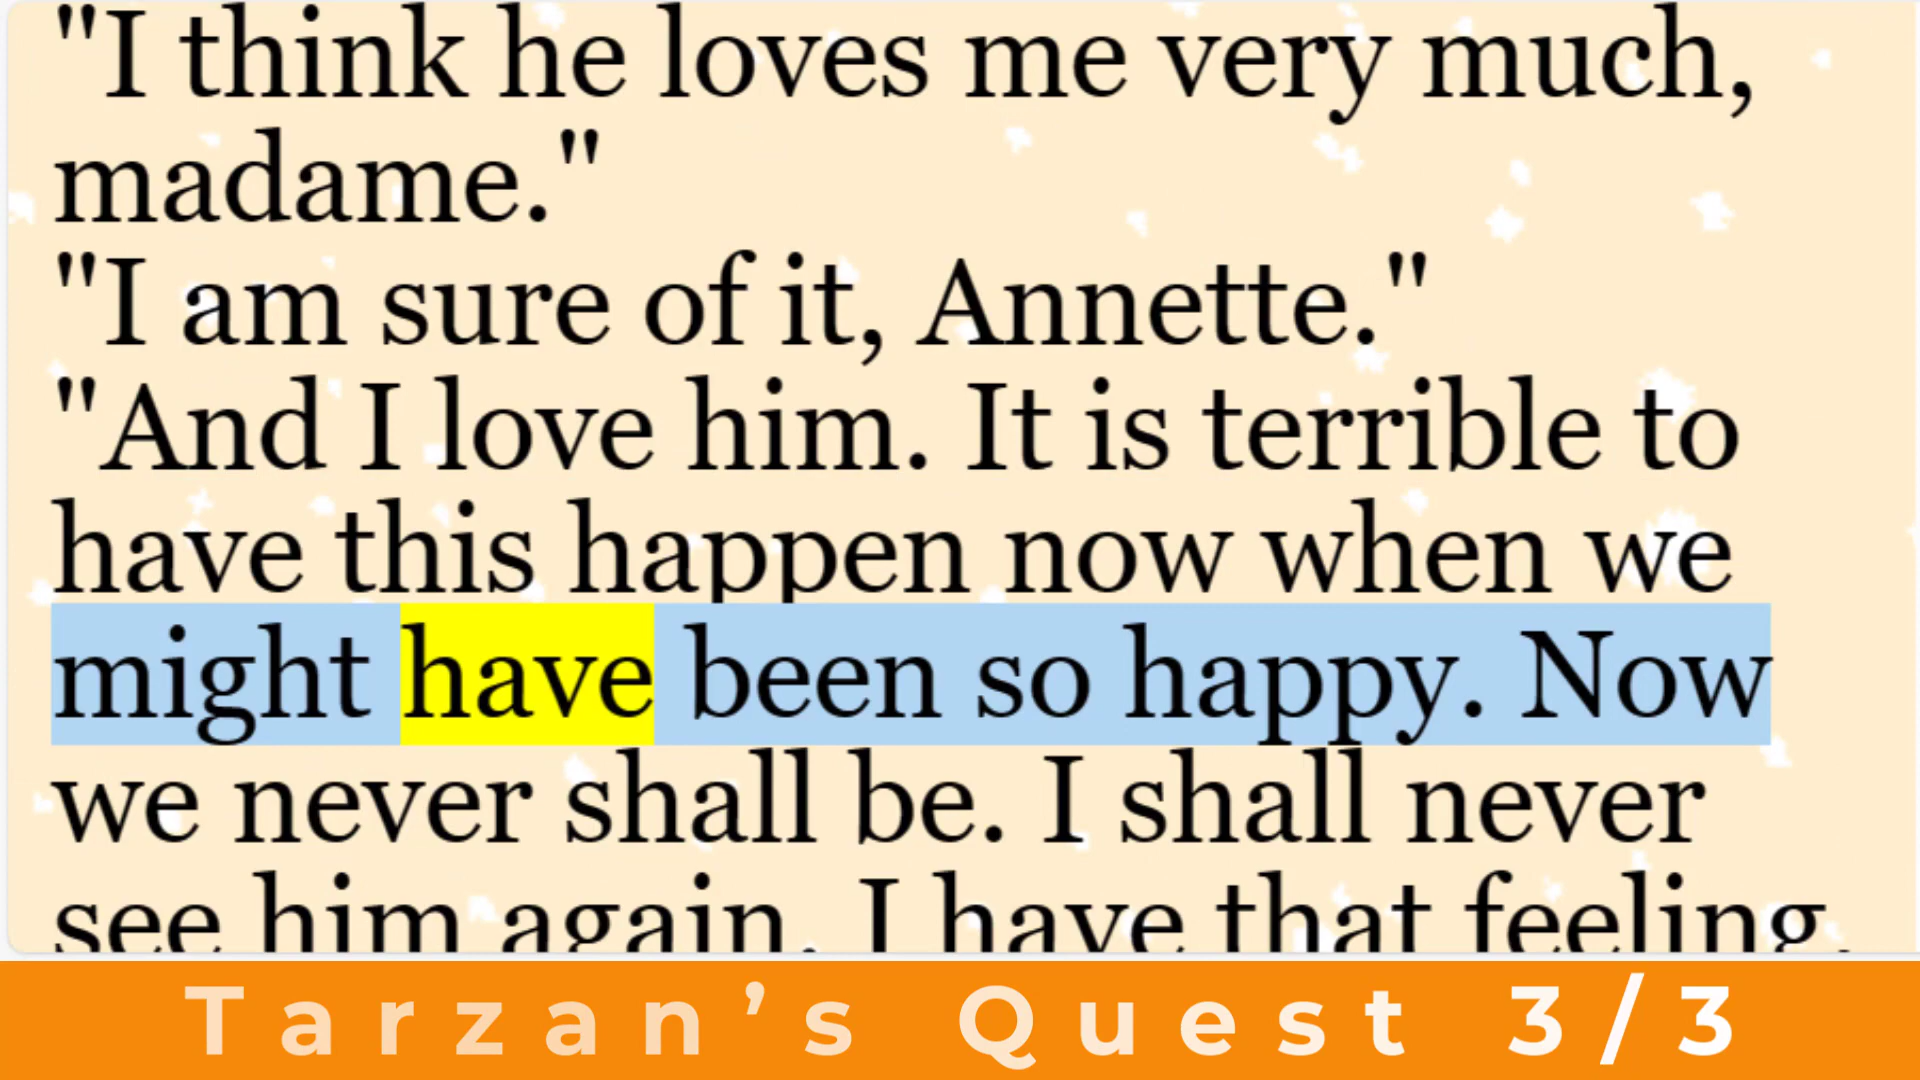 "I think he loves me very much,
madame."
"I am sure of it, Annette."
"And I love him. It is terrible to
have this happen now when we
might have been so happy. Now
we never shall be. I shall never
see him again. I have that feeling.
Tarzan’s Quest 3/3